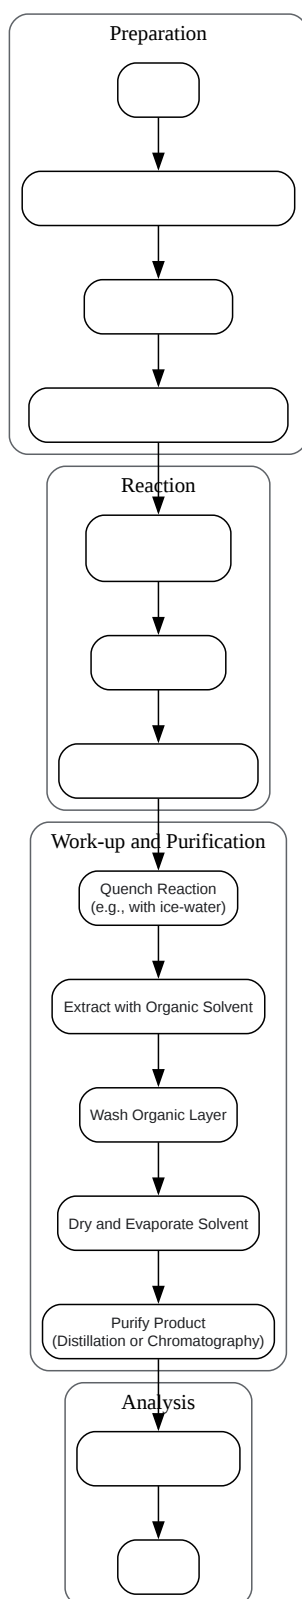 Preparation
Reaction
Work-up and Purification
Quench Reaction
(e.g., with ice-water)
Extract with Organic Solvent
Wash Organic Layer
Dry and Evaporate Solvent
Purify Product
(Distillation or Chromatography)
Analysis